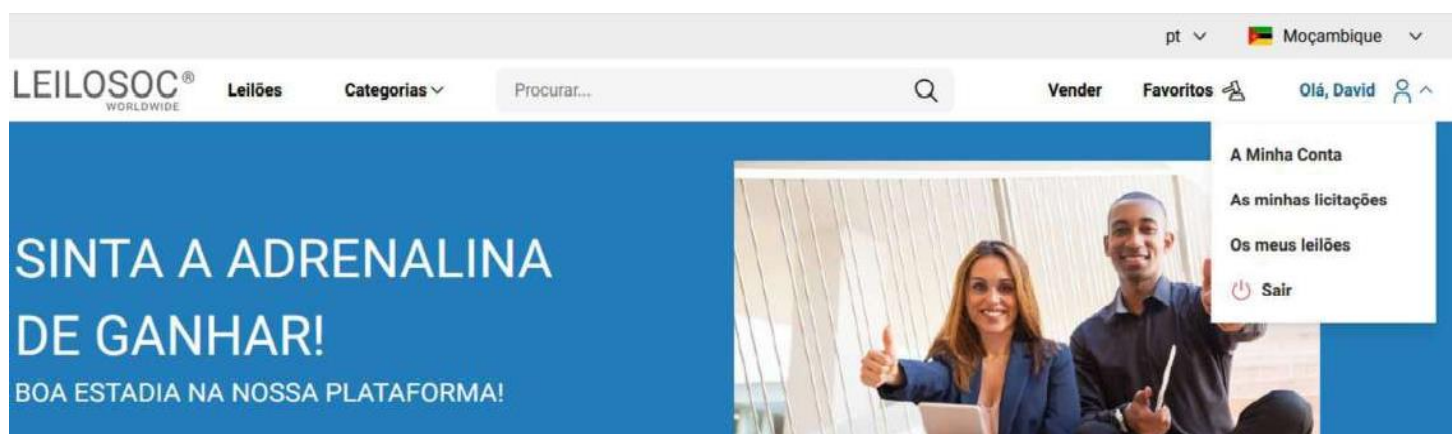 pt Moçambique
LEILOSOC®
WORLDWIDE
Leilões Categorias Procurar... Vender Favoritos Olá, David
A Minha Conta
As minhas licitações
Os meus leilões
Sair
SINTA A ADRENALINA
DE GANHAR!
BOA ESTADIA NA NOSSA PLATAFORMA!